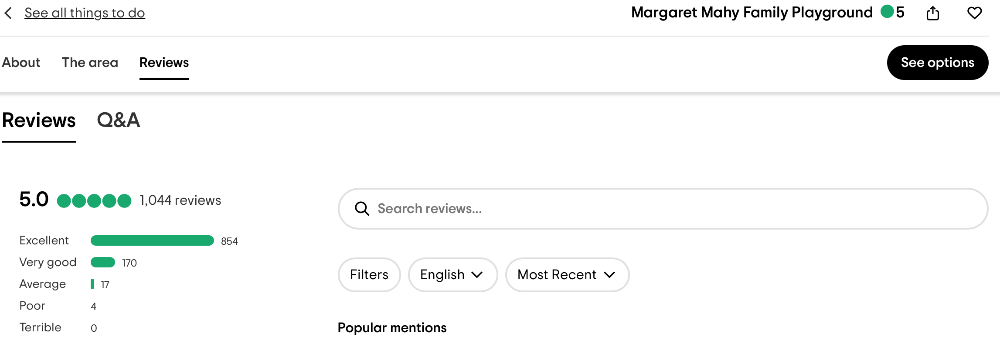 See all things to do
Margaret Mahy Family Playground 5
About The area Reviews
See options
Reviews Q&A
5.0 1,044 reviews
Excellent 854
Very good 170
Average 17
Poor 4
Terrible 0
Search reviews...
Filters English Most Recent
Popular mentions